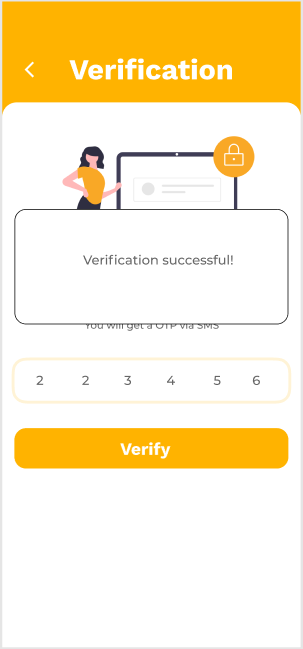 Verification
Verification successful!
You will get a OTP via SMS
2 2 3 4 5 6
Verify